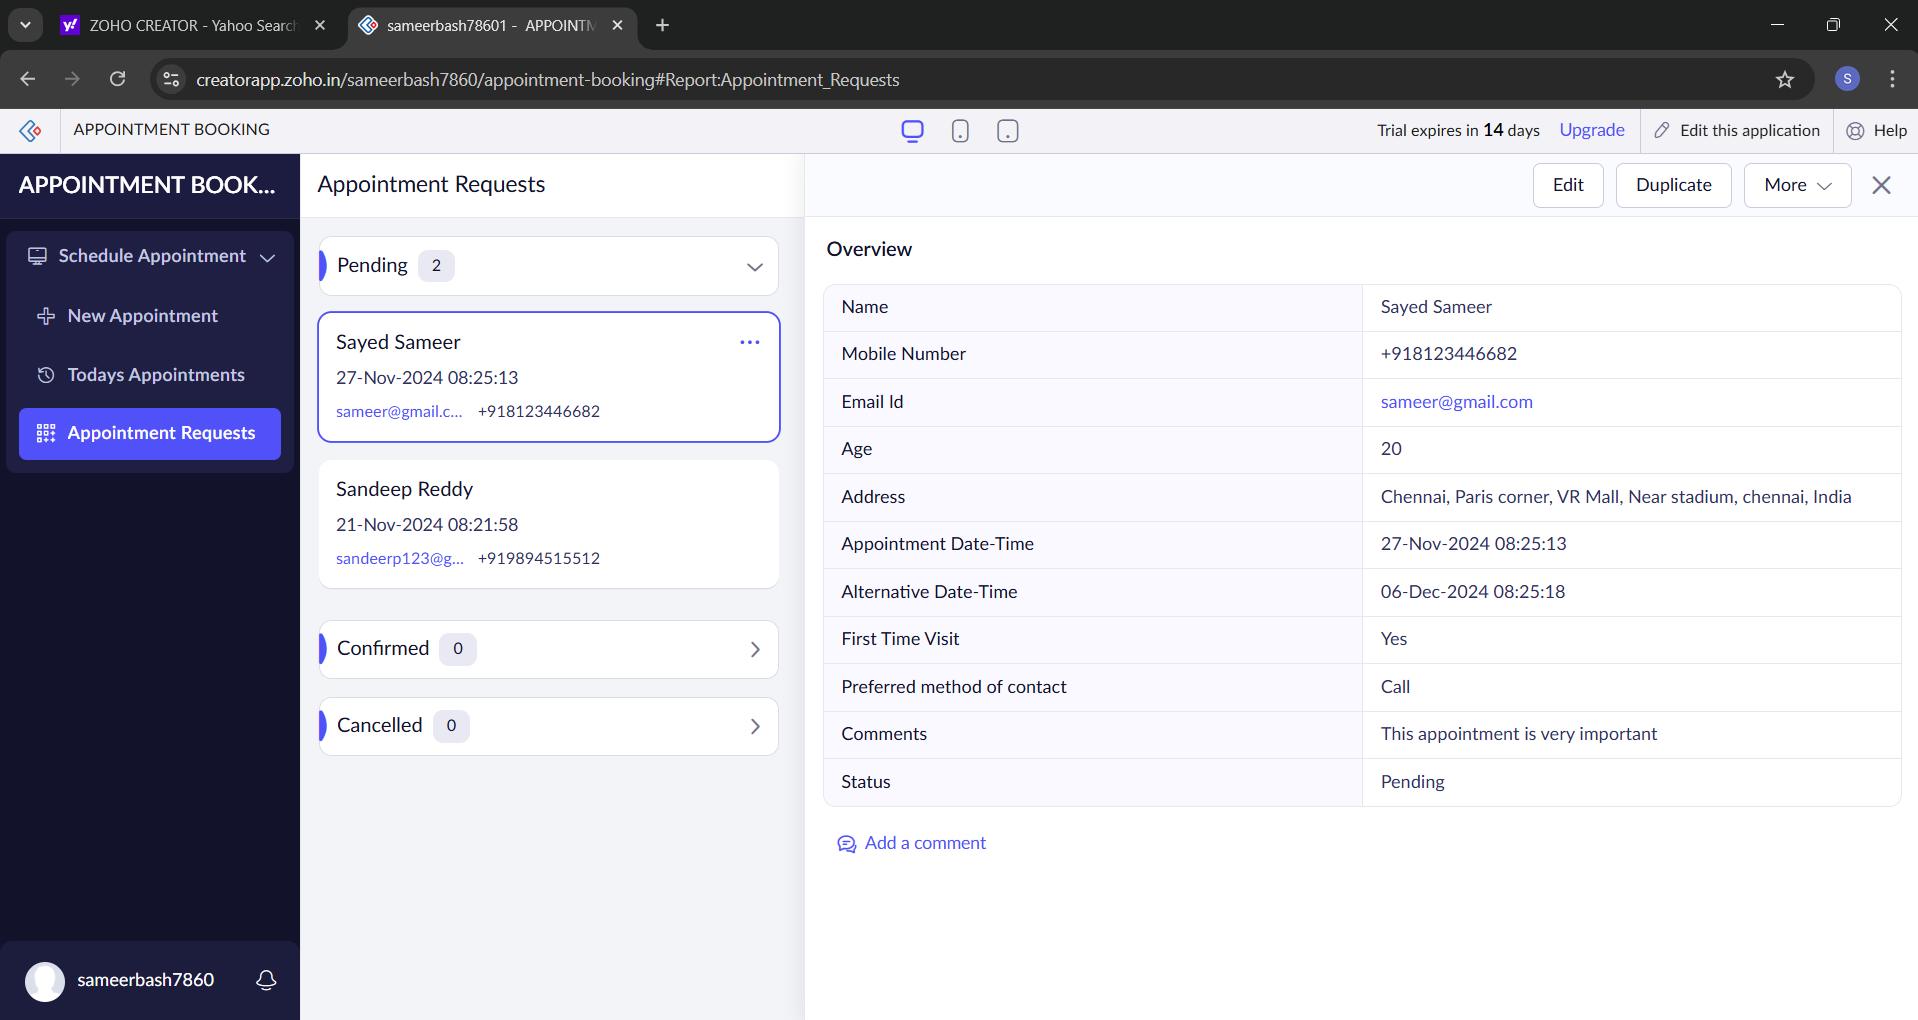 ZOHO CREATOR - Yahoo Search
sameerbash78601 - APPOINTM
creatorapp.zoho.in/sameerbash7860/appointment-booking#Report:Appointment_Requests
S
APPOINTMENT BOOKING
Trial expires in 14 days
Upgrade
Edit this application
Help
APPOINTMENT BOOK...
Schedule Appointment
New Appointment
Todays Appointments
Appointment Requests
sameerbash7860
Appointment Requests
Pending 2
Sayed Sameer
27-Nov-2024 08:25:13
sameer@gmail.c... +918123446682
Sandeep Reddy
21-Nov-2024 08:21:58
sandeerp123@g... +919894515512
Confirmed 0
Cancelled 0
Edit
Duplicate
More
Overview
Name Sayed Sameer
Mobile Number +918123446682
Email Id sameer@gmail.com
Age 20
Address Chennai, Paris corner, VR Mall, Near stadium, chennai, India
Appointment Date-Time 27-Nov-2024 08:25:13
Alternative Date-Time 06-Dec-2024 08:25:18
First Time Visit Yes
Preferred method of contact Call
Comments This appointment is very important
Status Pending
Add a comment